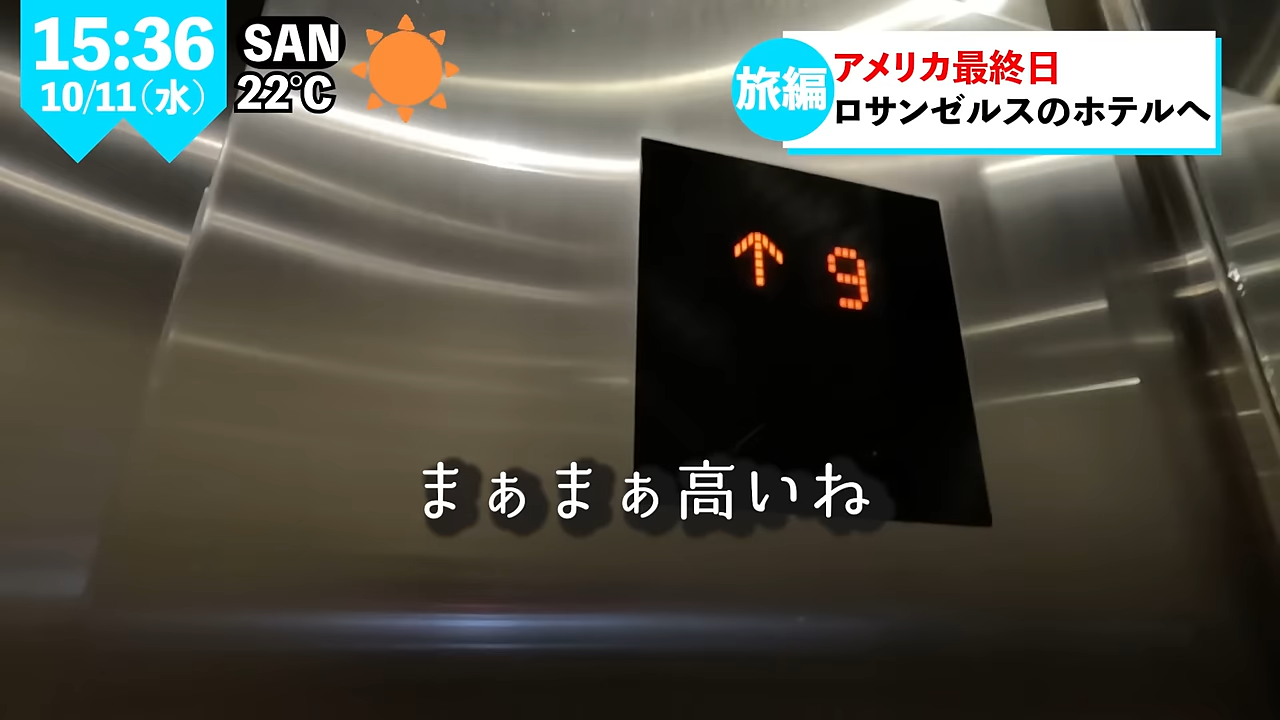 15:36
10/11(水)
SAN
22℃
旅編
アメリカ最終日
ロサンゼルスのホテルへ
↑ 9
まぁまぁ高いね